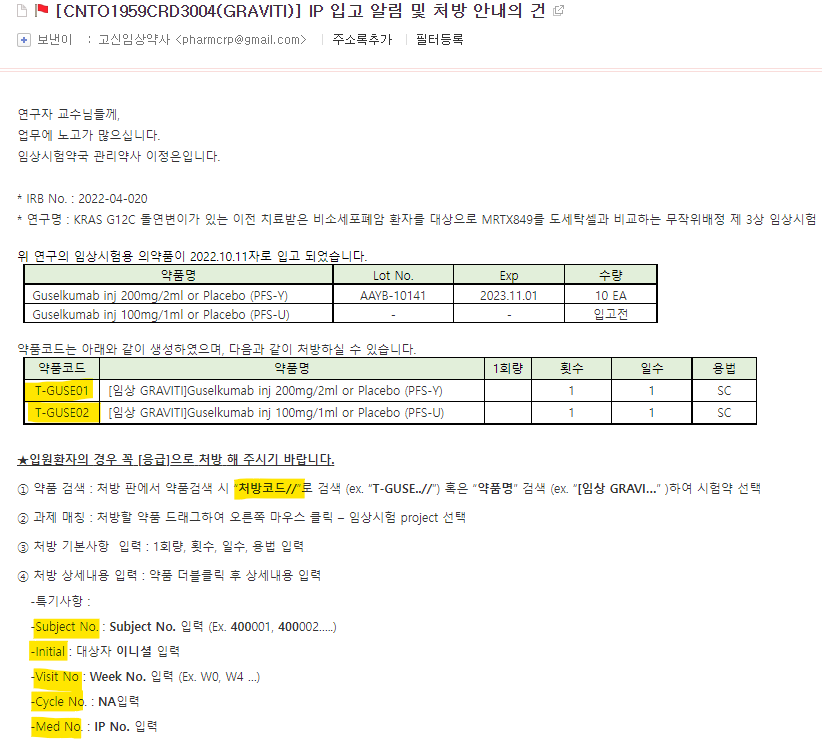 [CNTO1959CRD3004(GRAVITI)] IP 입고 알림 및 처방 안내의 건
보낸이 : 고신임상약사 <pharmcrp@gmail.com> 주소록추가 필터등록
연구자 교수님들께,
업무에 노고가 많으십니다.
임상시험약국 관리약사 이정은입니다.
* IRB No. : 2022-04-020
* 연구명 : KRAS G12C 돌연변이가 있는 이전 치료받은 비소세포폐암 환자를 대상으로 MRTX849를 도세탁셀과 비교하는 무작위배정 제 3상 임상시험
위 연구의 임상시험용 의약품이 2022.10.11자로 입고 되었습니다.
약품명 Lot No. Exp 수량
Guselkumab inj 200mg/2ml or Placebo (PFS-Y) AAYB-10141 2023.11.01 10 EA
Guselkumab inj 100mg/1ml or Placebo (PFS-U) - - 입고전
약품코드는 아래와 같이 생성하였으며, 다음과 같이 처방하실 수 있습니다.
약품코드 약품명 1회량 횟수 일수 용법
T-GUSE01 [임상 GRAVITI]Guselkumab inj 200mg/2ml or Placebo (PFS-Y) 1 1 SC
T-GUSE02 [임상 GRAVITI]Guselkumab inj 100mg/1ml or Placebo (PFS-U) 1 1 SC
★입원환자의 경우 꼭 [응급]으로 처방 해 주시기 바랍니다.
① 약품 검색 : 처방 판에서 약품검색 시 “처방코드//”로 검색 (ex. “T-GUSE..//”) 혹은 “약품명” 검색 (ex. “[임상 GRAVI...” )하여 시험약 선택
② 과제 매칭 : 처방할 약품 드래그하여 오른쪽 마우스 클릭 – 임상시험 project 선택
③ 처방 기본사항 입력 : 1회량, 횟수, 일수, 용법 입력
④ 처방 상세내용 입력 : 약품 더블클릭 후 상세내용 입력
-특기사항 :
-Subject No. : Subject No. 입력 (Ex. 400001, 400002.....)
-Initial : 대상자 이니셜 입력
-Visit No : Week No. 입력 (Ex. W0, W4 ...)
-Cycle No. : NA입력
-Med No. : IP No. 입력